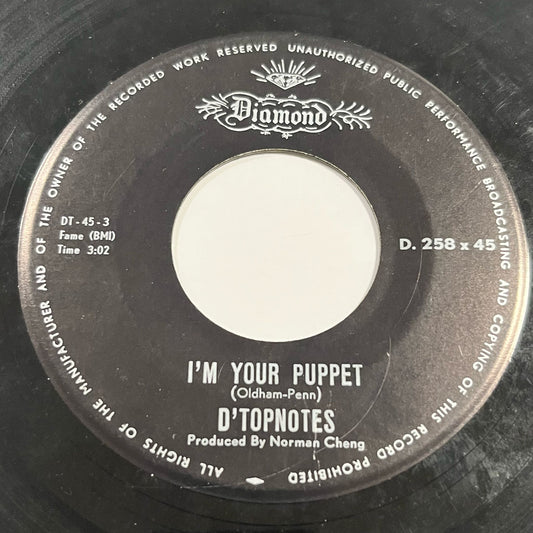 ALL RIGHTS OF THE MANUFACTURER AND OF THE OWNER OF THE RECORDED WORK RESERVED UNAUTHORIZED PUBLIC PERFORMANCE BROADCASTING AND COPYING OF THIS RECORD PROHIBITED
Diamond
DT - 45 - 3
Fame (BMI)
Time 3:02
D. 258 x 45
I'M YOUR PUPPET
(Oldham-Penn)
D'TOPNOTES
Produced By Norman Cheng